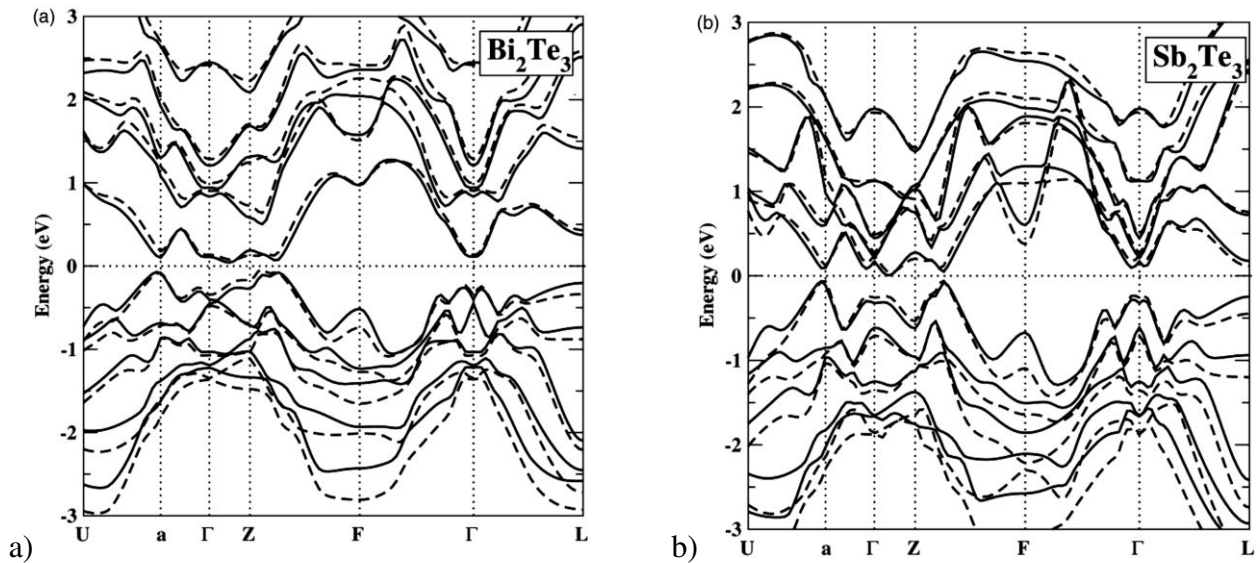 (a)
Bi2Te3
3
2
1
0
-1
-2
-3
Energy (eV)
U a Γ Z F Γ L
a)
(b)
Sb2Te3
3
2
1
0
-1
-2
-3
Energy (eV)
U a Γ Z F Γ L
b)